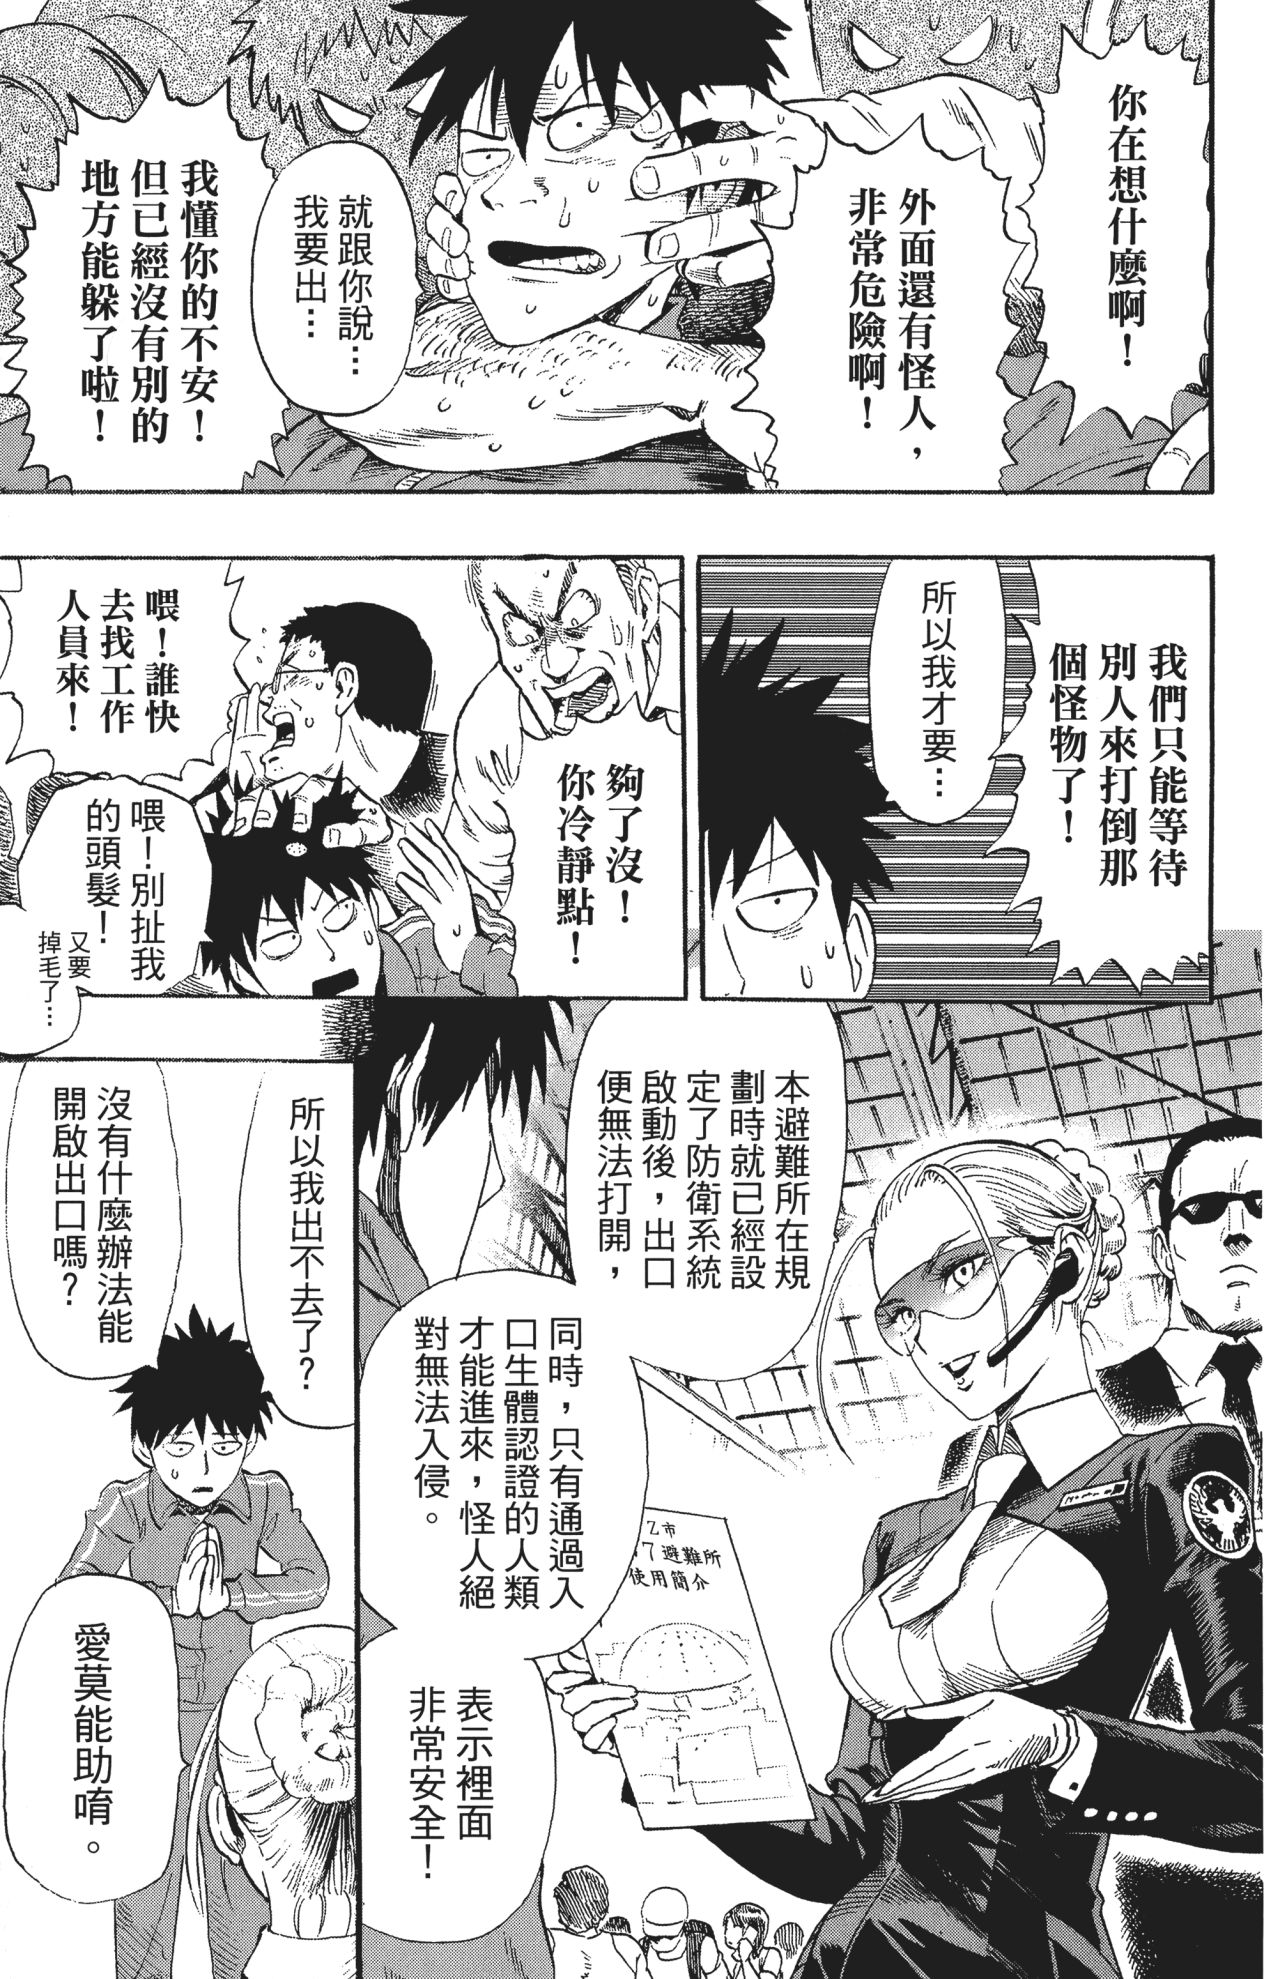 你在想什麼啊！
外面還有怪人，
非常危險啊！
就跟你說…
我要出…
我懂你的不安！
但已經沒有別的
地方能躲了啦！
我們只能等待
別人來打倒那
個怪物了！
所以我才要…
夠了沒！
你冷靜點！
喂！誰快
去找工作
人員來！
喂！別扯我
的頭髮！
又要
掉毛了…
本避難所在規
劃時就已經設
定了防衛系統
啟動後，出口
便無法打開，
同時，只有通過入
口生體認證的人類
才能進來，怪人絕
對無法入侵。
Z市
7避難所
使用簡介
表示裡面
非常安全！
所以我出不去了？
沒有什麼辦法能
開啟出口嗎？
愛莫能助唷。